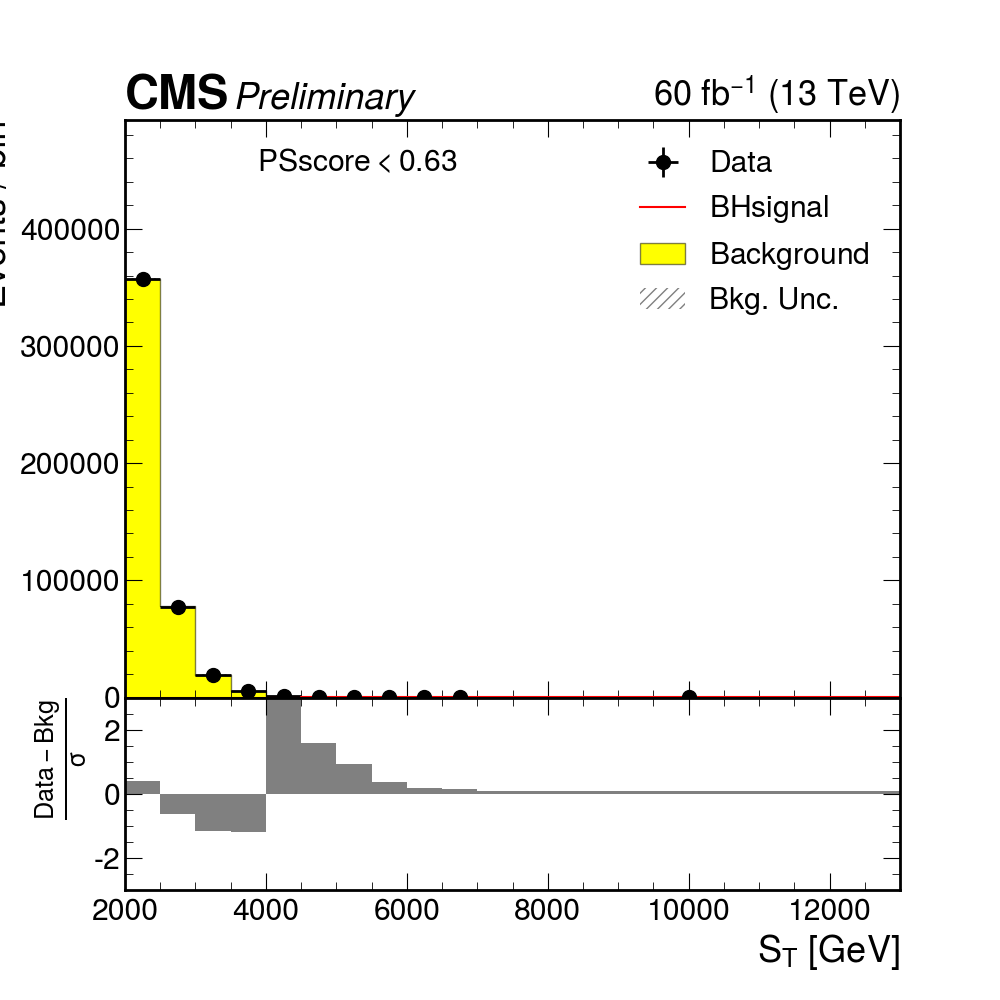 CMS Preliminary
60 fb⁻¹ (13 TeV)
PSscore < 0.63
Data
BHsignal
Background
Bkg. Unc.
400000
300000
200000
100000
0
Data – Bkg
σ
2
0
-2
2000 4000 6000 8000 10000 12000
S_T [GeV]